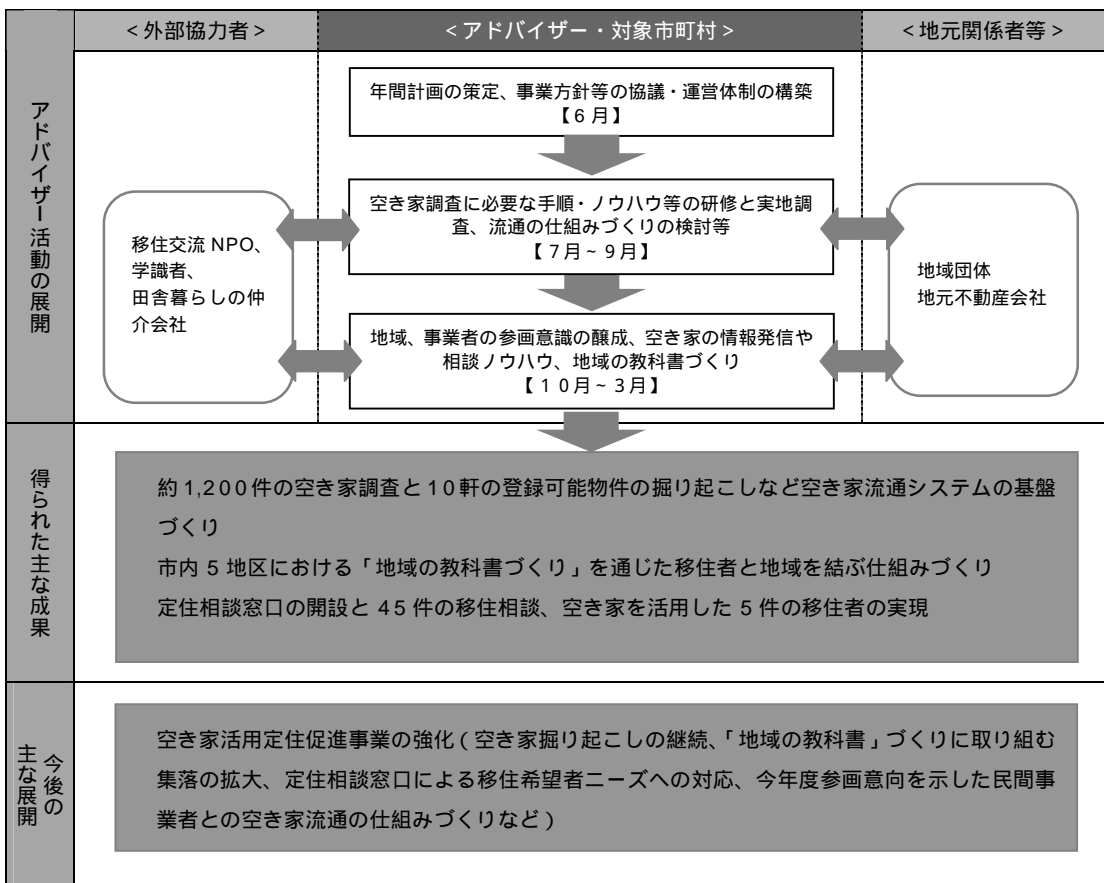 <外部協力者>
<アドバイザー・対象市町村>
<地元関係者等>
アドバイザー活動の展開
年間計画の策定、事業方針等の協議・運営体制の構築
【6月】
空き家調査に必要な手順・ノウハウ等の研修と実地調
査、流通の仕組みづくりの検討等
【7月~9月】
移住交流 NPO、
学識者、
田舎暮らしの仲
介会社
地域団体
地元不動産会社
地域、事業者の参画意識の醸成、空き家の情報発信や
相談ノウハウ、地域の教科書づくり
【10月~3月】
得られた主な成果
約1,200件の空き家調査と10軒の登録可能物件の掘り起こしなど空き家流通システムの基盤
づくり
市内 5 地区における「地域の教科書づくり」を通じた移住者と地域を結ぶ仕組みづくり
定住相談窓口の開設と 45 件の移住相談、空き家を活用した 5 件の移住者の実現
今後の
主な展開
空き家活用定住促進事業の強化(空き家掘り起こしの継続、「地域の教科書」づくりに取り組む
集落の拡大、定住相談窓口による移住希望者ニーズへの対応、今年度参画意向を示した民間事
業者との空き家流通の仕組みづくりなど)